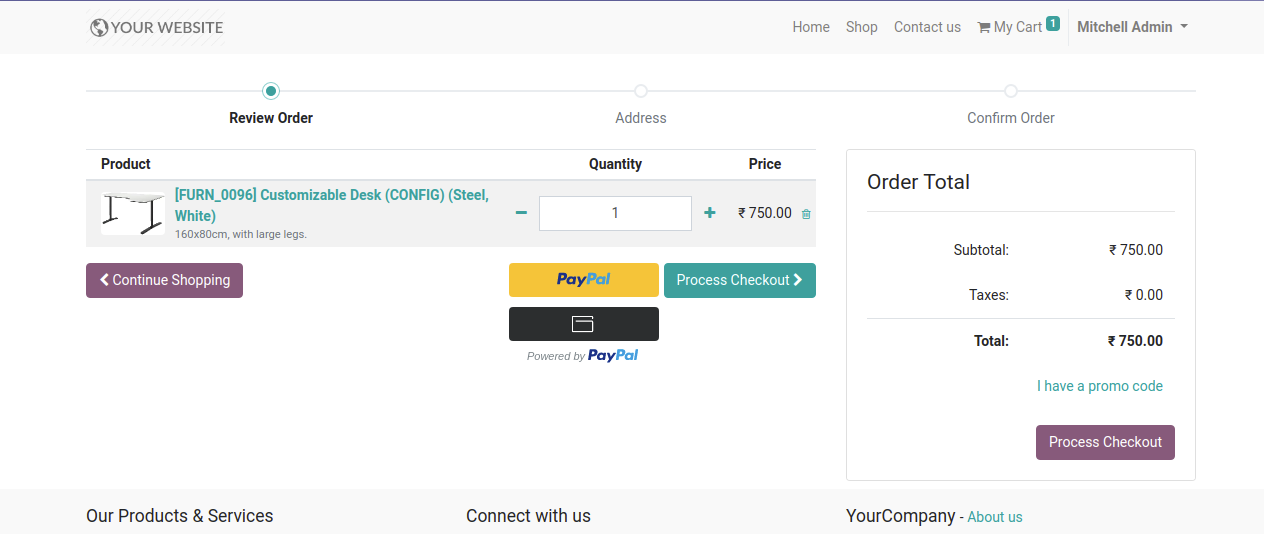 YOUR WEBSITE
Home Shop Contact us My Cart 1 Mitchell Admin
Review Order Address Confirm Order
Product Quantity Price
[FURN_0096] Customizable Desk (CONFIG) (Steel,
White)
160x80cm, with large legs.
1
₹ 750.00
Continue Shopping
PayPal
Process Checkout
Powered by PayPal
Order Total
Subtotal: ₹ 750.00
Taxes: ₹ 0.00
Total: ₹ 750.00
I have a promo code
Process Checkout
Our Products & Services Connect with us YourCompany - About us